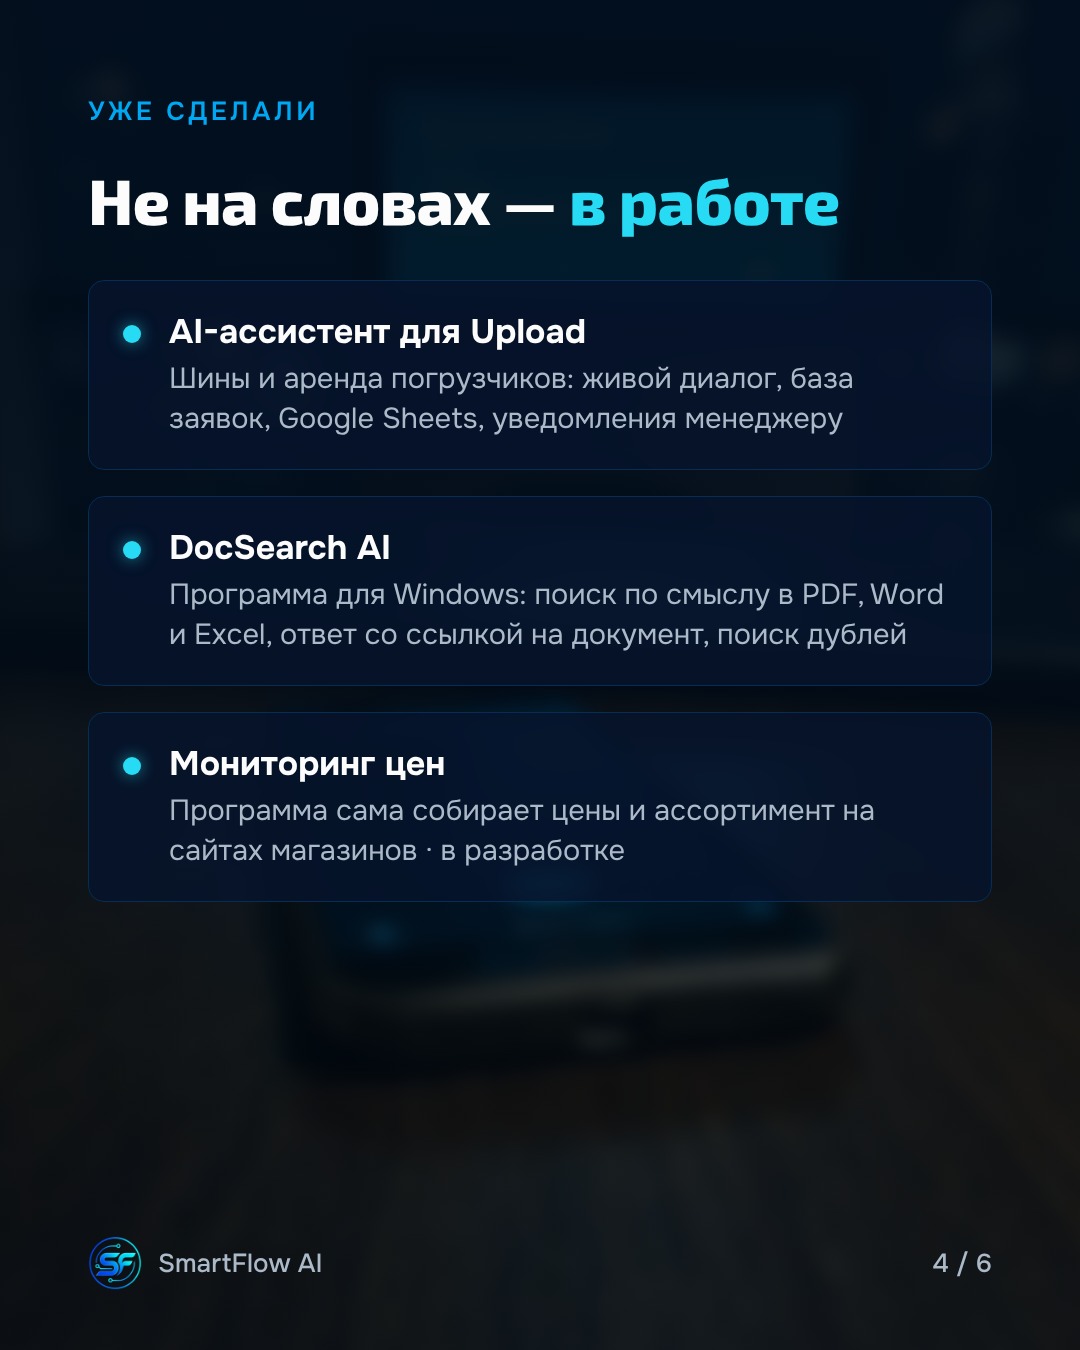 УЖЕ СДЕЛАЛИ
Не на словах — в работе
AI-ассистент для Upload
Шины и аренда погрузчиков: живой диалог, база
заявок, Google Sheets, уведомления менеджеру
DocSearch AI
Программа для Windows: поиск по смыслу в PDF, Word
и Excel, ответ со ссылкой на документ, поиск дублей
Мониторинг цен
Программа сама собирает цены и ассортимент на
сайтах магазинов · в разработке
SF SmartFlow AI
4 / 6